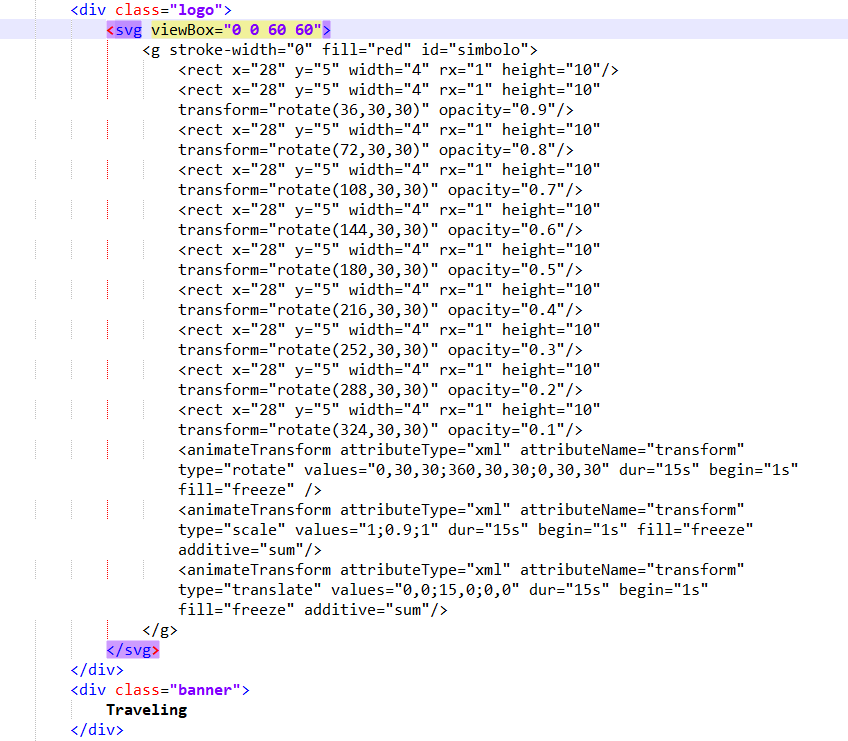 <div class="logo">
<svg viewBox="0 0 60 60">
<g stroke-width="0" fill="red" id="simbolo">
<rect x="28" y="5" width="4" rx="1" height="10"/>
<rect x="28" y="5" width="4" rx="1" height="10"
transform="rotate(36,30,30)" opacity="0.9"/>
<rect x="28" y="5" width="4" rx="1" height="10"
transform="rotate(72,30,30)" opacity="0.8"/>
<rect x="28" y="5" width="4" rx="1" height="10"
transform="rotate(108,30,30)" opacity="0.7"/>
<rect x="28" y="5" width="4" rx="1" height="10"
transform="rotate(144,30,30)" opacity="0.6"/>
<rect x="28" y="5" width="4" rx="1" height="10"
transform="rotate(180,30,30)" opacity="0.5"/>
<rect x="28" y="5" width="4" rx="1" height="10"
transform="rotate(216,30,30)" opacity="0.4"/>
<rect x="28" y="5" width="4" rx="1" height="10"
transform="rotate(252,30,30)" opacity="0.3"/>
<rect x="28" y="5" width="4" rx="1" height="10"
transform="rotate(288,30,30)" opacity="0.2"/>
<rect x="28" y="5" width="4" rx="1" height="10"
transform="rotate(324,30,30)" opacity="0.1"/>
<animateTransform attributeType="xml" attributeName="transform"
type="rotate" values="0,30,30;360,30,30;0,30,30" dur="15s" begin="1s"
fill="freeze" />
<animateTransform attributeType="xml" attributeName="transform"
type="scale" values="1;0.9;1" dur="15s" begin="1s" fill="freeze"
additive="sum"/>
<animateTransform attributeType="xml" attributeName="transform"
type="translate" values="0,0;15,0;0,0" dur="15s" begin="1s"
fill="freeze" additive="sum"/>
</g>
</svg>
</div>
<div class="banner">
Traveling
</div>